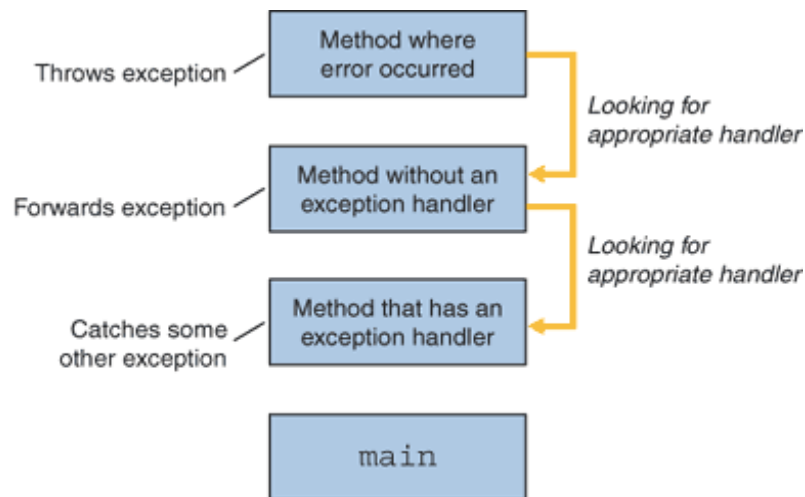 Method where
error occurred
Throws exception
Looking for
appropriate handler
Method without an
exception handler
Forwards exception
Looking for
appropriate handler
Method that has an
exception handler
Catches some
other exception
main